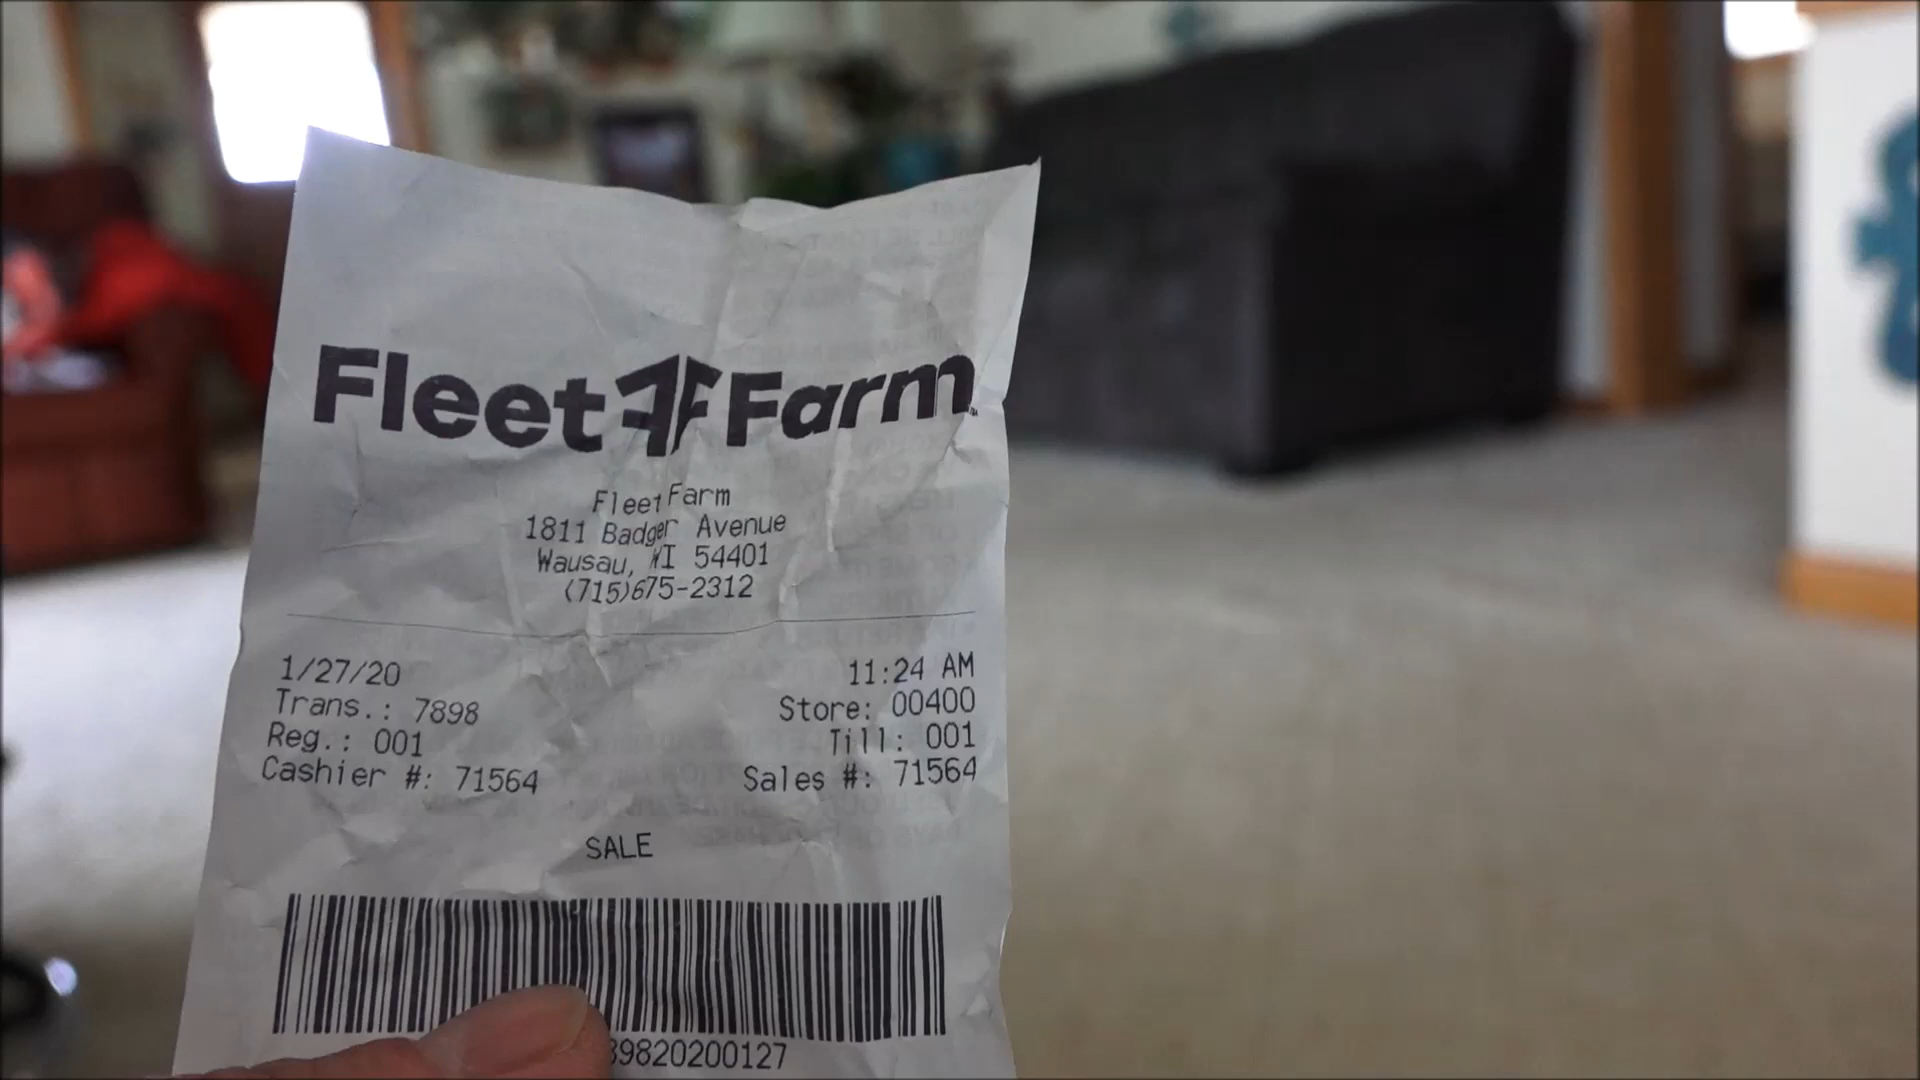 Fleet Farm
Fleet Farm
1811 Badger Avenue
Wausau, WI 54401
(715)675-2312
1/27/20 11:24 AM
Trans.: 7898 Store: 00400
Reg.: 001 Till: 001
Cashier #: 71564 Sales #: 71564
SALE
89820200127